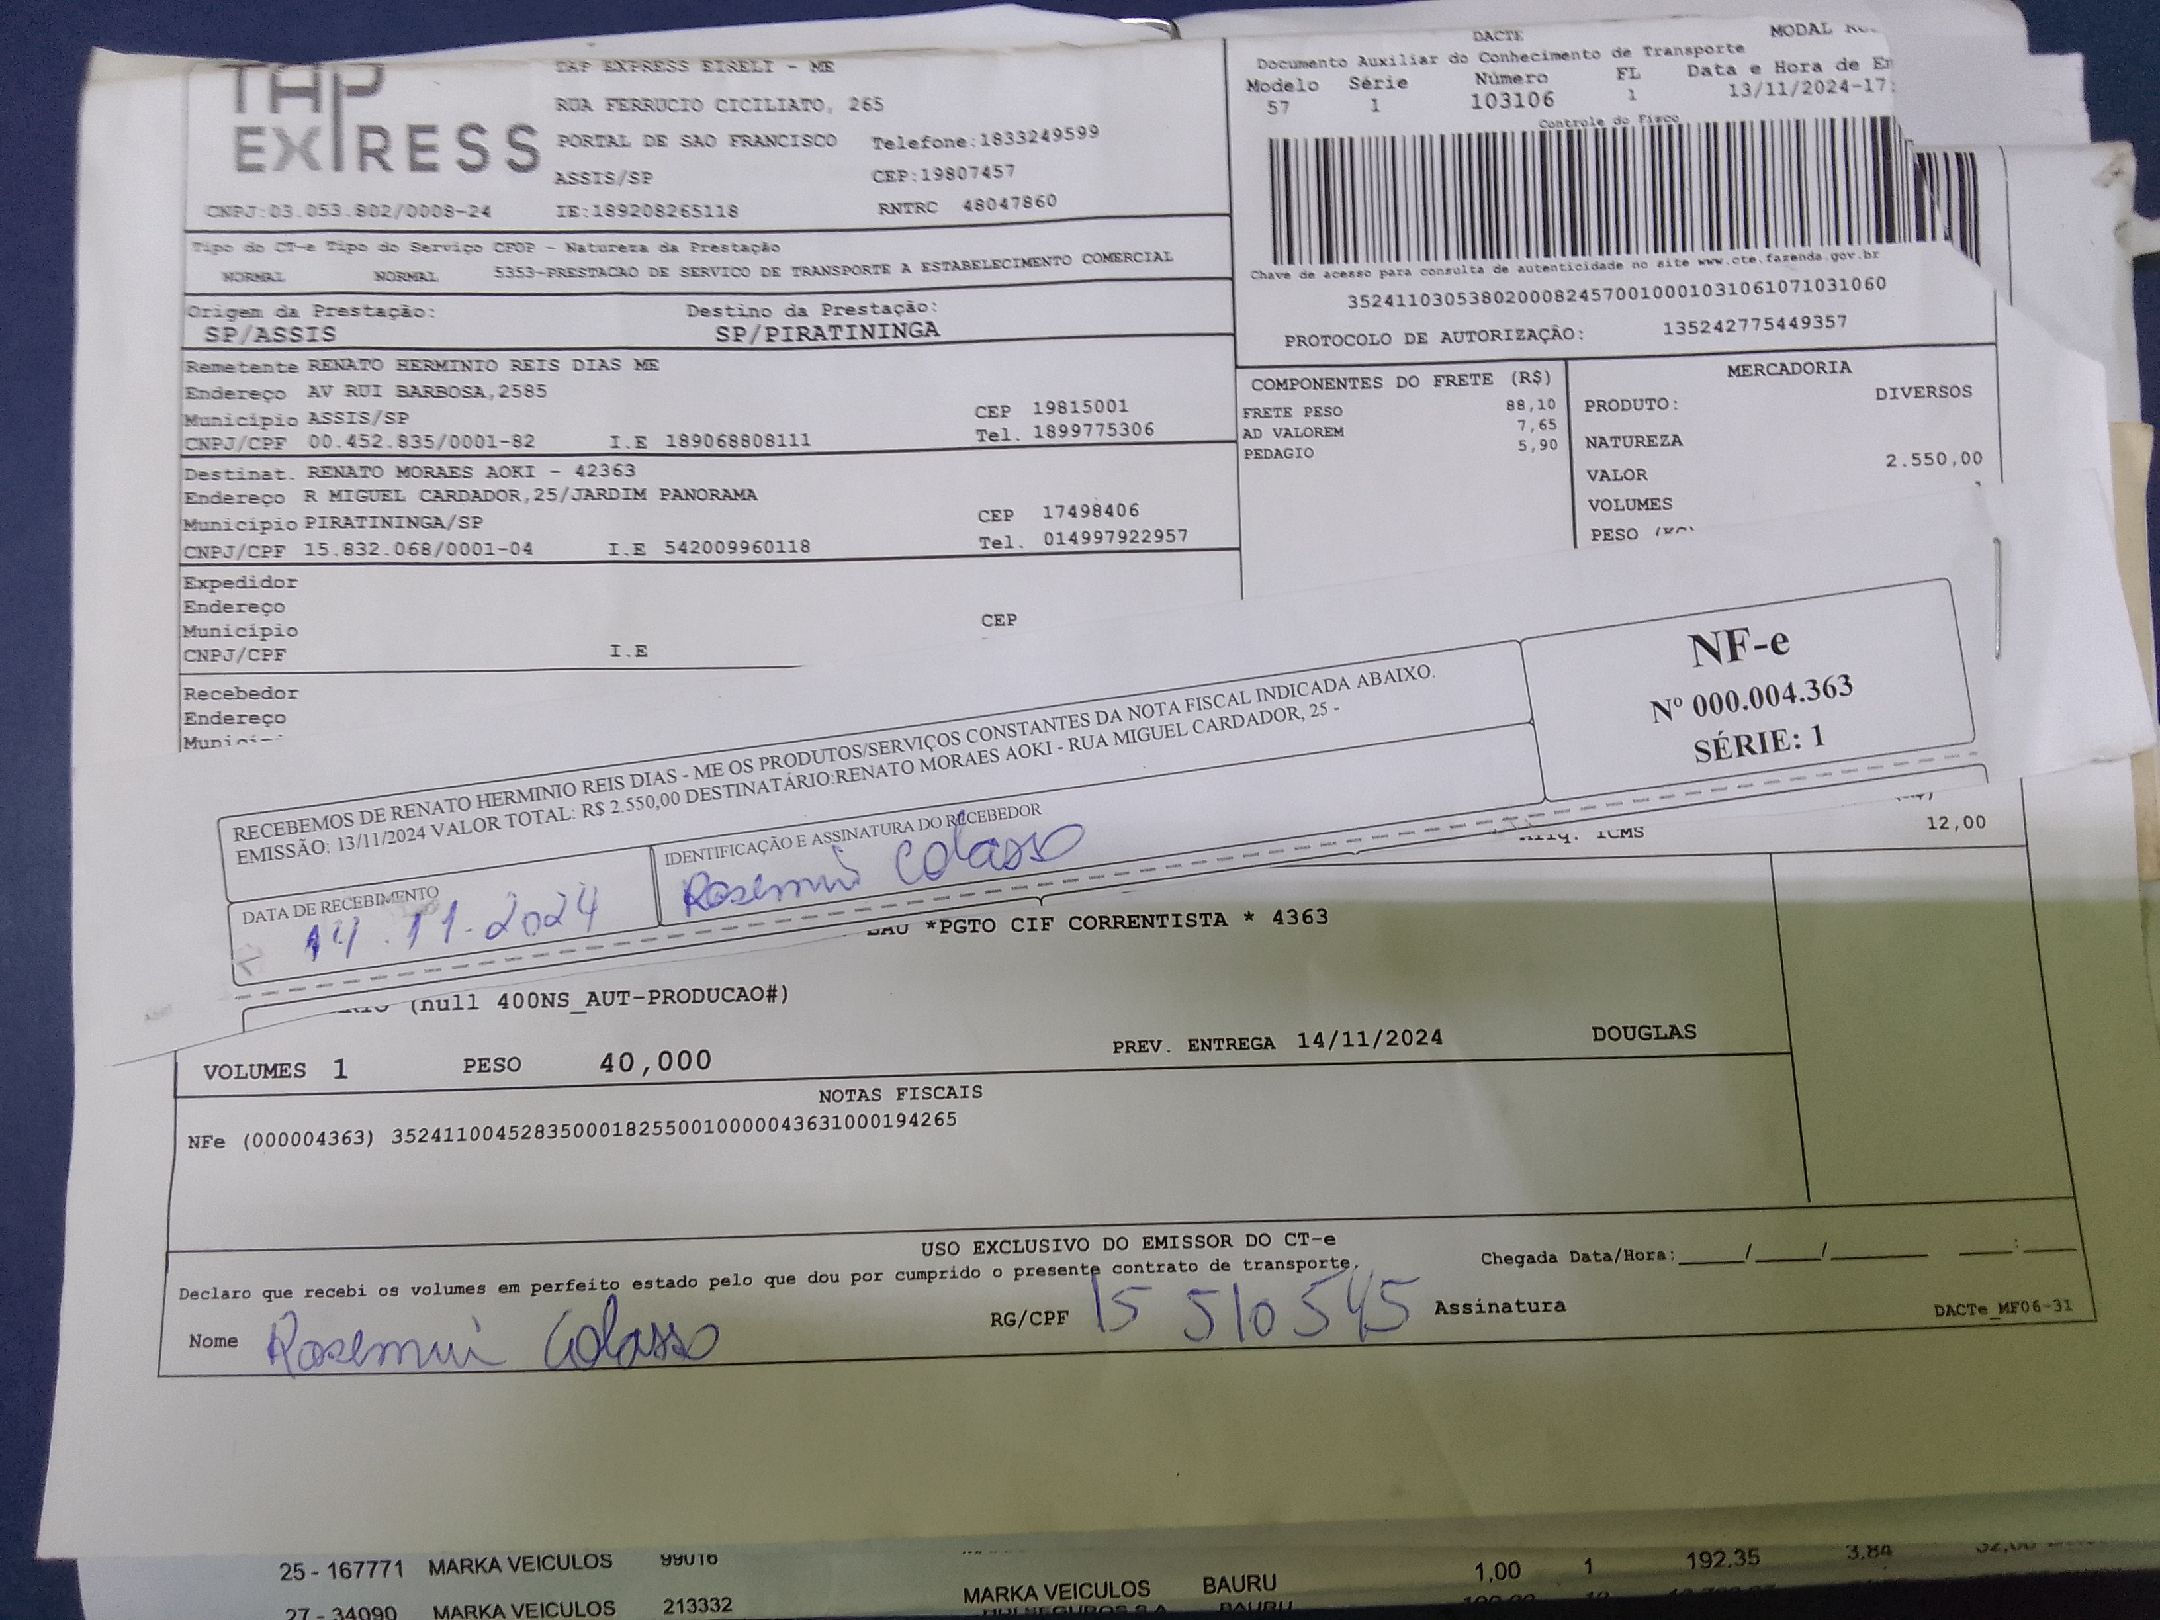 TAP EXPRESS
TAP EXPRESS EIRELI - ME
RUA FERRUCIO CICILIATO, 265
PORTAL DE SAO FRANCISCO Telefone:1833249599
ASSIS/SP CEP:19807457
CNPJ:03.053.802/0008-24 IE:189208265118 RNTRC 48047860
DACTE MODAL
Documento Auxiliar do Conhecimento de Transporte
Modelo Série Número FL Data e Hora de Em
57 1 103106 1 13/11/2024-17:
Controle do Fisco
Chave de acesso para consulta de autenticidade no site www.cte.fazenda.gov.br
35241103053802000824570010001031061071031060
PROTOCOLO DE AUTORIZAÇÃO: 135242775449357
Tipo do CT-e Tipo do Serviço CFOP - Natureza da Prestação
NORMAL NORMAL 5353-PRESTACAO DE SERVICO DE TRANSPORTE A ESTABELECIMENTO COMERCIAL
Origem da Prestação: Destino da Prestação:
SP/ASSIS SP/PIRATININGA
Remetente RENATO HERMINIO REIS DIAS ME
Endereço AV RUI BARBOSA,2585
Município ASSIS/SP CEP 19815001
CNPJ/CPF 00.452.835/0001-82 I.E 189068808111 Tel. 1899775306
Destinat. RENATO MORAES AOKI - 42363
Endereço R MIGUEL CARDADOR,25/JARDIM PANORAMA
Município PIRATININGA/SP CEP 17498406
CNPJ/CPF 15.832.068/0001-04 I.E 542009960118 Tel. 014997922957
COMPONENTES DO FRETE (R$)
FRETE PESO 88,10
AD VALOREM 7,65
PEDAGIO 5,90
MERCADORIA
PRODUTO: DIVERSOS
NATUREZA
VALOR 2.550,00
VOLUMES
PESO
Expedidor
Endereço
Município CEP
CNPJ/CPF I.E
Recebedor
Endereço
RECEBEMOS DE RENATO HERMINIO REIS DIAS - ME OS PRODUTOS/SERVIÇOS CONSTANTES DA NOTA FISCAL INDICADA ABAIXO.
EMISSÃO: 13/11/2024 VALOR TOTAL: R$ 2.550,00 DESTINATÁRIO:RENATO MORAES AOKI - RUA MIGUEL CARDADOR, 25 -
DATA DE RECEBIMENTO
14.11.2024
IDENTIFICAÇÃO E ASSINATURA DO RECEBEDOR
Colasso
NF-e
Nº 000.004.363
SÉRIE: 1
ICMS
12,00
*PGTO CIF CORRENTISTA * 4363
(null 400NS_AUT-PRODUCAO#)
VOLUMES 1 PESO 40,000 PREV. ENTREGA 14/11/2024 DOUGLAS
NOTAS FISCAIS
NFe (000004363) 35241100452835000182550010000043631000194265
USO EXCLUSIVO DO EMISSOR DO CT-e
Declaro que recebi os volumes em perfeito estado pelo que dou por cumprido o presente contrato de transporte. Chegada Data/Hora:____/____/______ ___:___
Nome Colasso RG/CPF 15 510545 Assinatura DACTe_MF06-31
25 - 167771 MARKA VEICULOS 99016 1,00 1 192.35 3,84
27 - 34090 MARKA VEICULOS 213332 MARKA VEICULOS BAURU